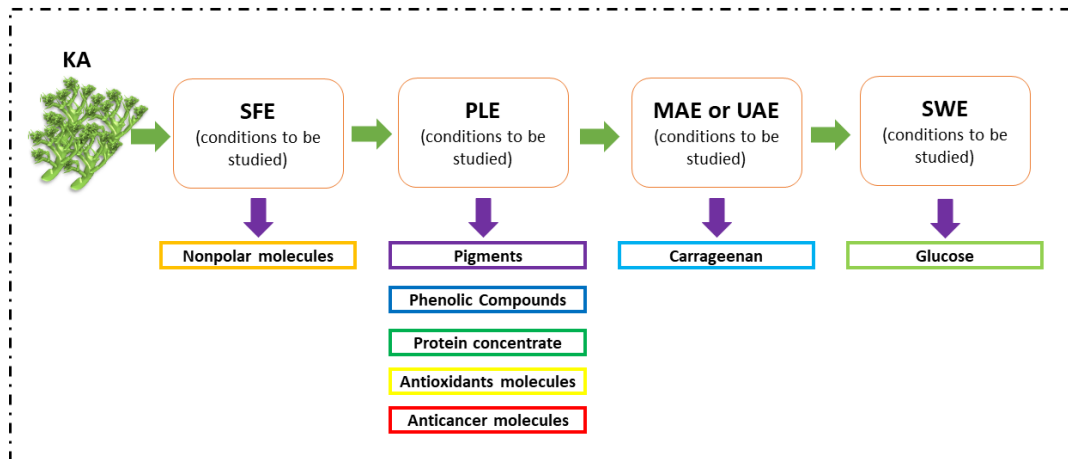 KA
SFE
(conditions to be
studied)
PLE
(conditions to be
studied)
MAE or UAE
(conditions to be
studied)
SWE
(conditions to be
studied)
Nonpolar molecules
Pigments
Carrageenan
Glucose
Phenolic Compounds
Protein concentrate
Antioxidants molecules
Anticancer molecules